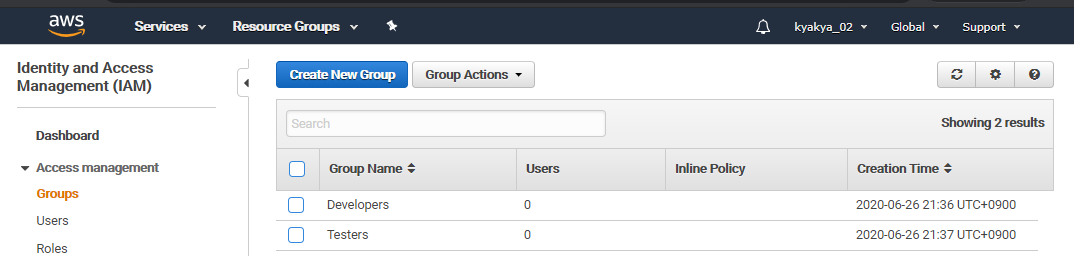 aws
Services Resource Groups kyakya_02 Global Support
Identity and Access
Management (IAM)
Dashboard
Access management
Groups
Users
Roles
Create New Group Group Actions
Search Showing 2 results
Group Name Users Inline Policy Creation Time
Developers 0 2020-06-26 21:36 UTC+0900
Testers 0 2020-06-26 21:37 UTC+0900